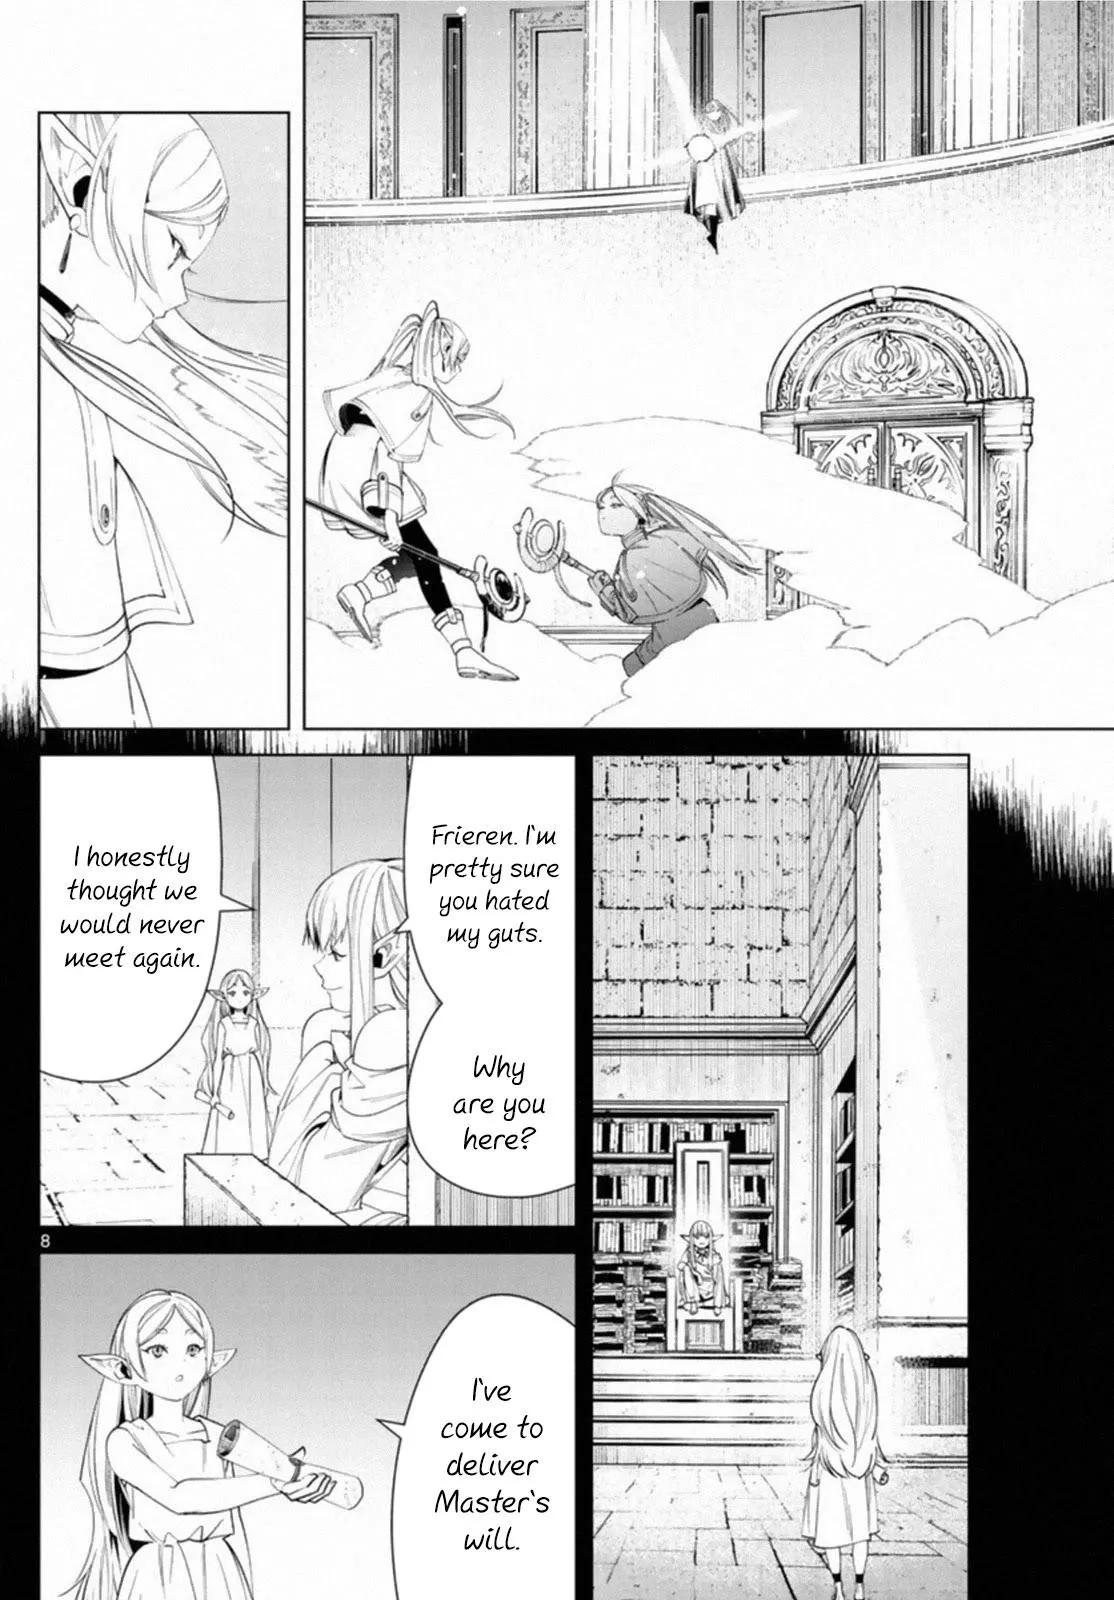 Frieren. I'm
pretty sure
you hated
my guts.
Why
are you
here?
I honestly
thought we
would never
meet again.
I've
come to
deliver
Master's
will.
8